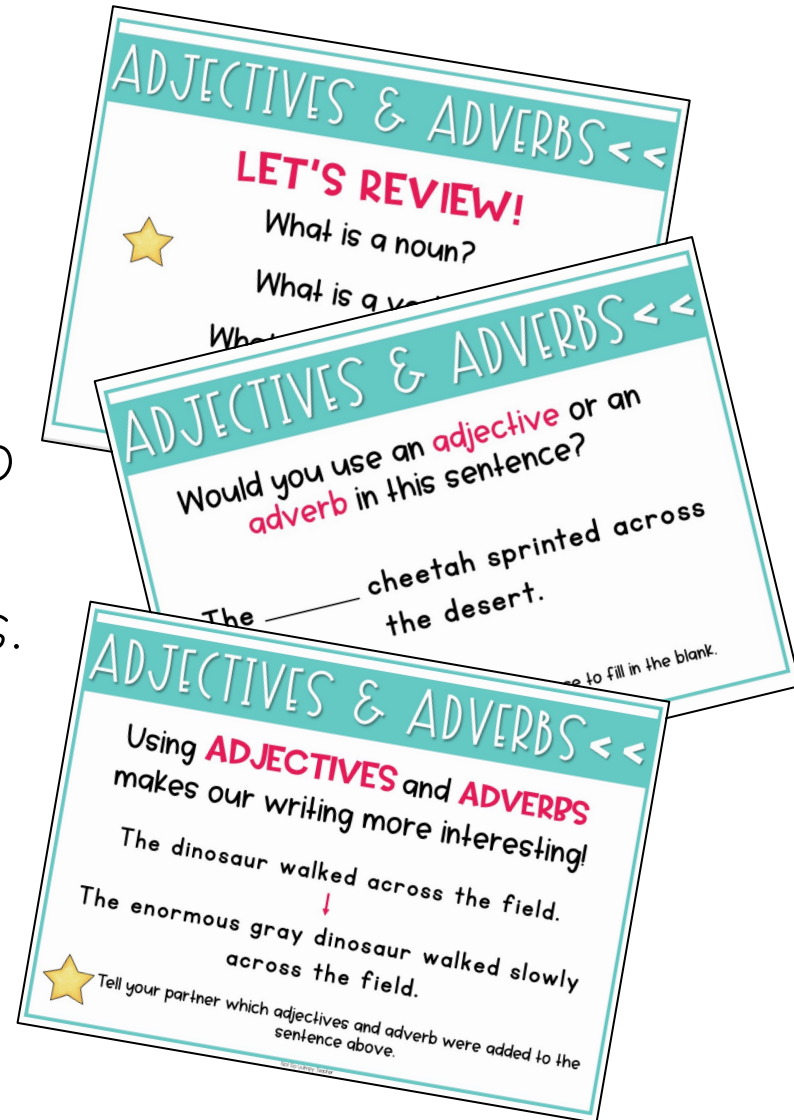 ADJECTIVES & ADVERBS <<
LET'S REVIEW!
What is a noun?
What is a
ADJECTIVES & ADVERBS <<
Would you use an adjective or an
adverb in this sentence?
The ______ cheetah sprinted across
the desert.
to fill in the blank.
ADJECTIVES & ADVERBS <<
Using ADJECTIVES and ADVERBS
makes our writing more interesting!
The dinosaur walked across the field.
↓
The enormous gray dinosaur walked slowly
across the field.
Tell your partner which adjectives and adverb were added to the
sentence above.